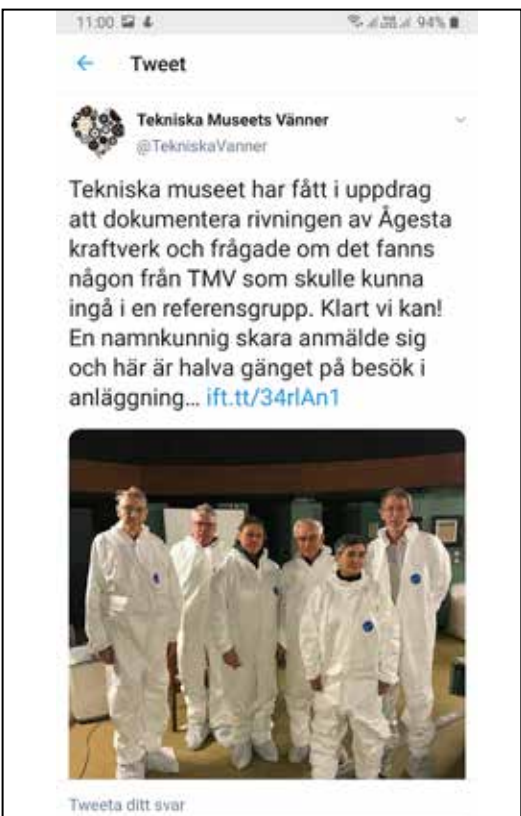 11:00 94%
Tweet
Tekniska Museets Vänner
@TekniskaVanner
Tekniska museet har fått i uppdrag
att dokumentera rivningen av Ågesta
kraftverk och frågade om det fanns
någon från TMV som skulle kunna
ingå i en referensgrupp. Klart vi kan!
En namnkunnig skara anmälde sig
och här är halva gänget på besök i
anläggning... ift.tt/34rlAn1
Tweeta ditt svar